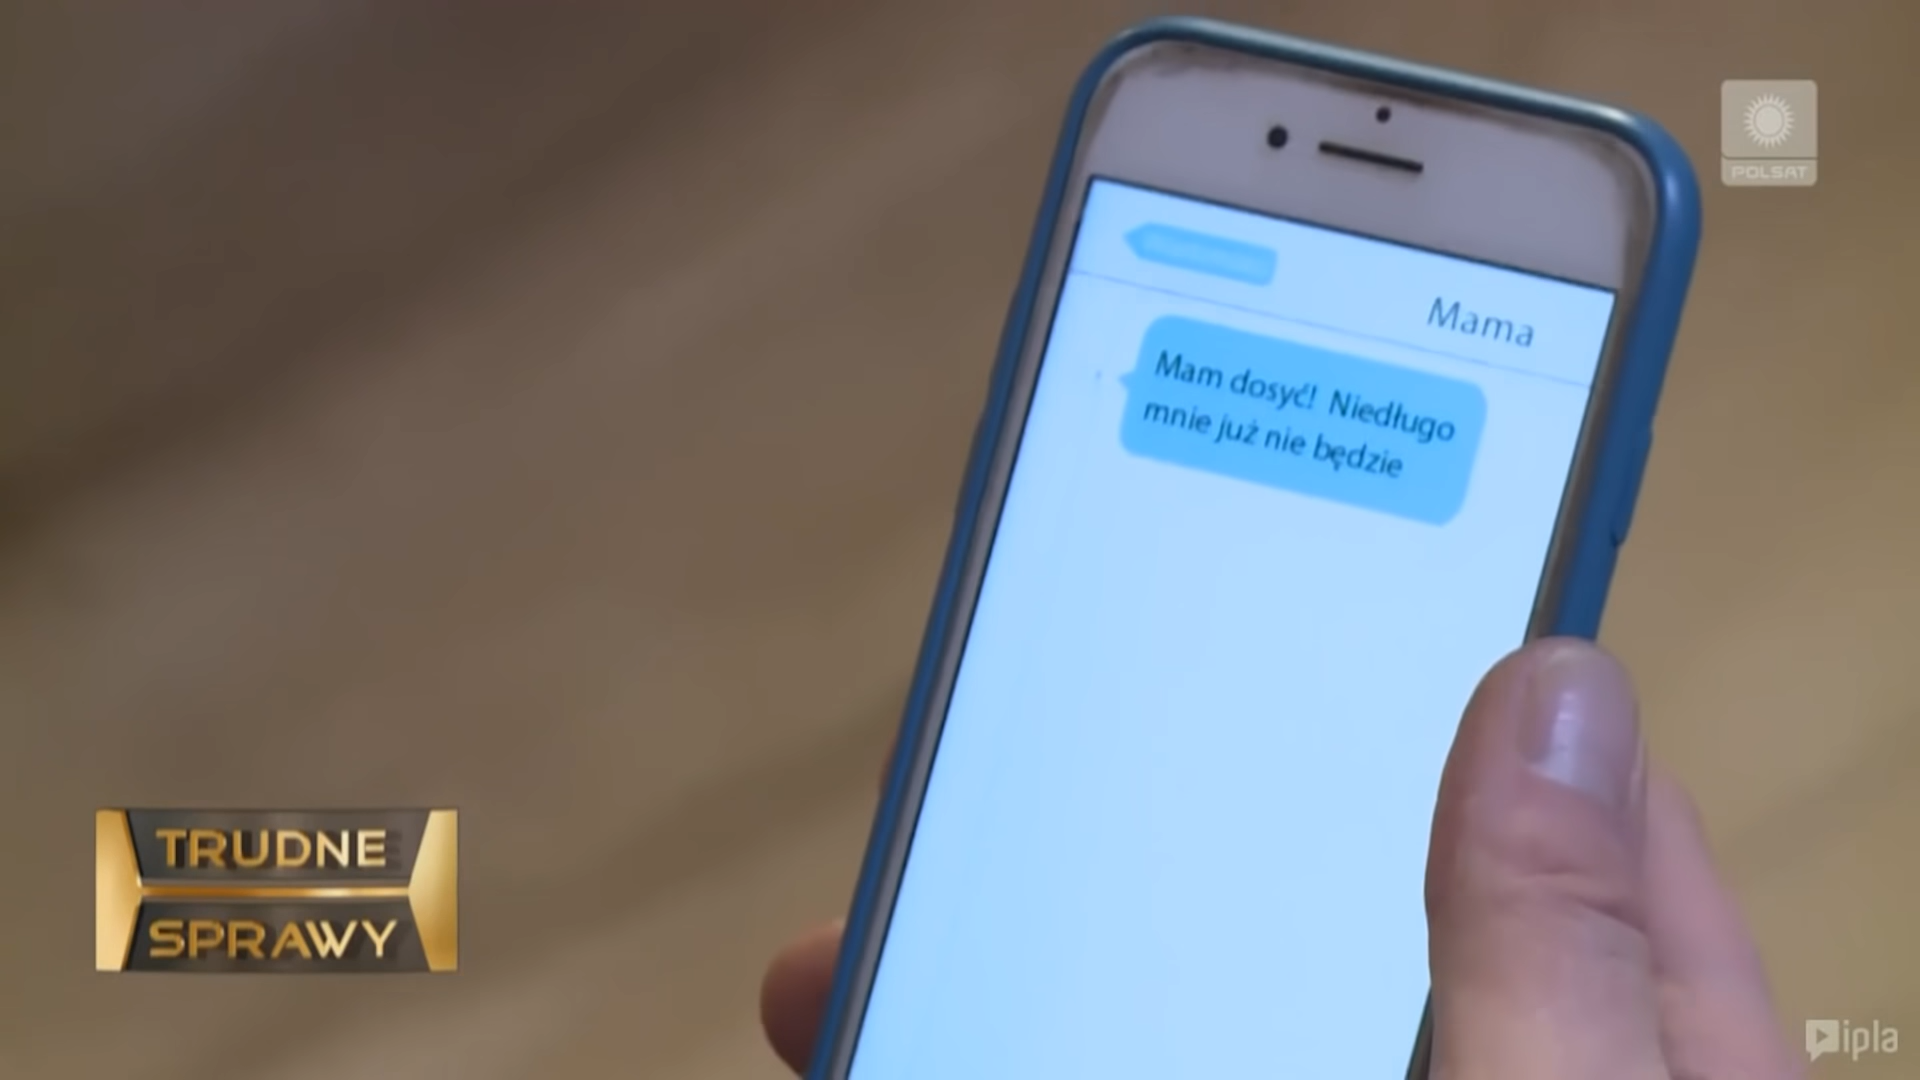 POLSAT
Mama
Mam dosyć! Niedługo
mnie już nie będzie
TRUDNE
SPRAWY
ipla